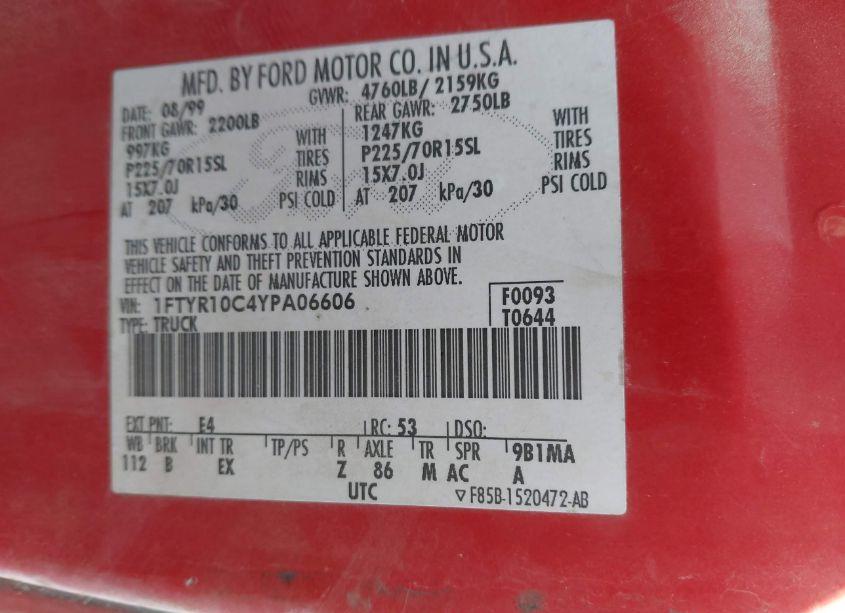 MFD. BY FORD MOTOR CO. IN U.S.A.
DATE: 08/99 GVWR: 4760LB/ 2159KG
FRONT GAWR: 2200LB REAR GAWR: 2750LB
997KG WITH 1247KG WITH
P225/70R15SL TIRES P225/70R15SL TIRES
15X7.0J RIMS 15X7.0J RIMS
AT 207 kPa/30 PSI COLD AT 207 kPa/30 PSI COLD
THIS VEHICLE CONFORMS TO ALL APPLICABLE FEDERAL MOTOR
VEHICLE SAFETY AND THEFT PREVENTION STANDARDS IN
EFFECT ON THE DATE OF MANUFACTURE SHOWN ABOVE.
VIN: 1FTYR10C4YPA06606 F0093
TYPE: TRUCK T0644
EXT PNT: E4 RC: 53 DSO:
WB BRK INT TR TP/PS R AXLE TR SPR 9B1MA
112 B EX Z 86 M AC A
UTC ▽ F85B-1520472-AB